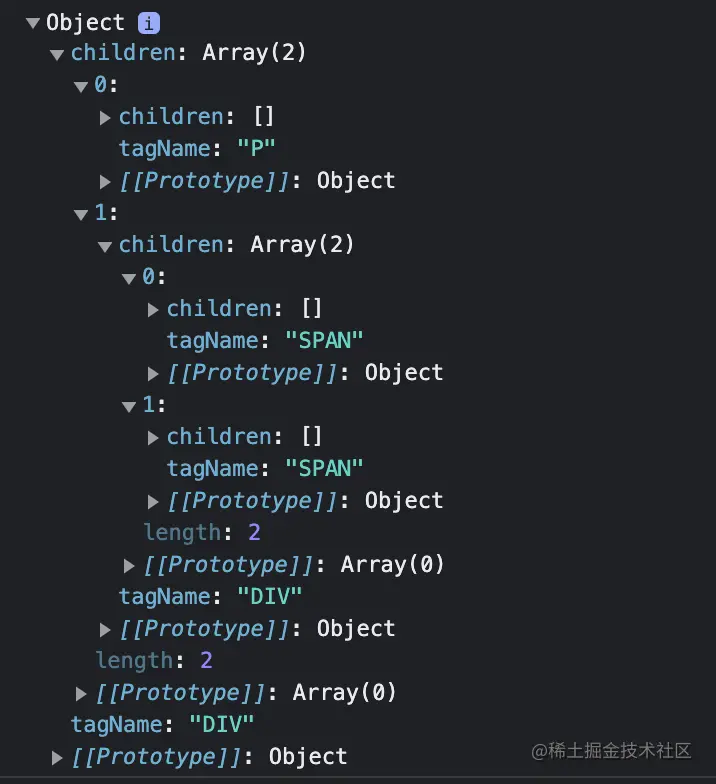 Object i
children: Array(2)
0:
children: []
tagName: "P"
[[Prototype]]: Object
1:
children: Array(2)
0:
children: []
tagName: "SPAN"
[[Prototype]]: Object
1:
children: []
tagName: "SPAN"
[[Prototype]]: Object
length: 2
[[Prototype]]: Array(0)
tagName: "DIV"
[[Prototype]]: Object
length: 2
[[Prototype]]: Array(0)
tagName: "DIV"
[[Prototype]]: Object
@稀土掘金技术社区